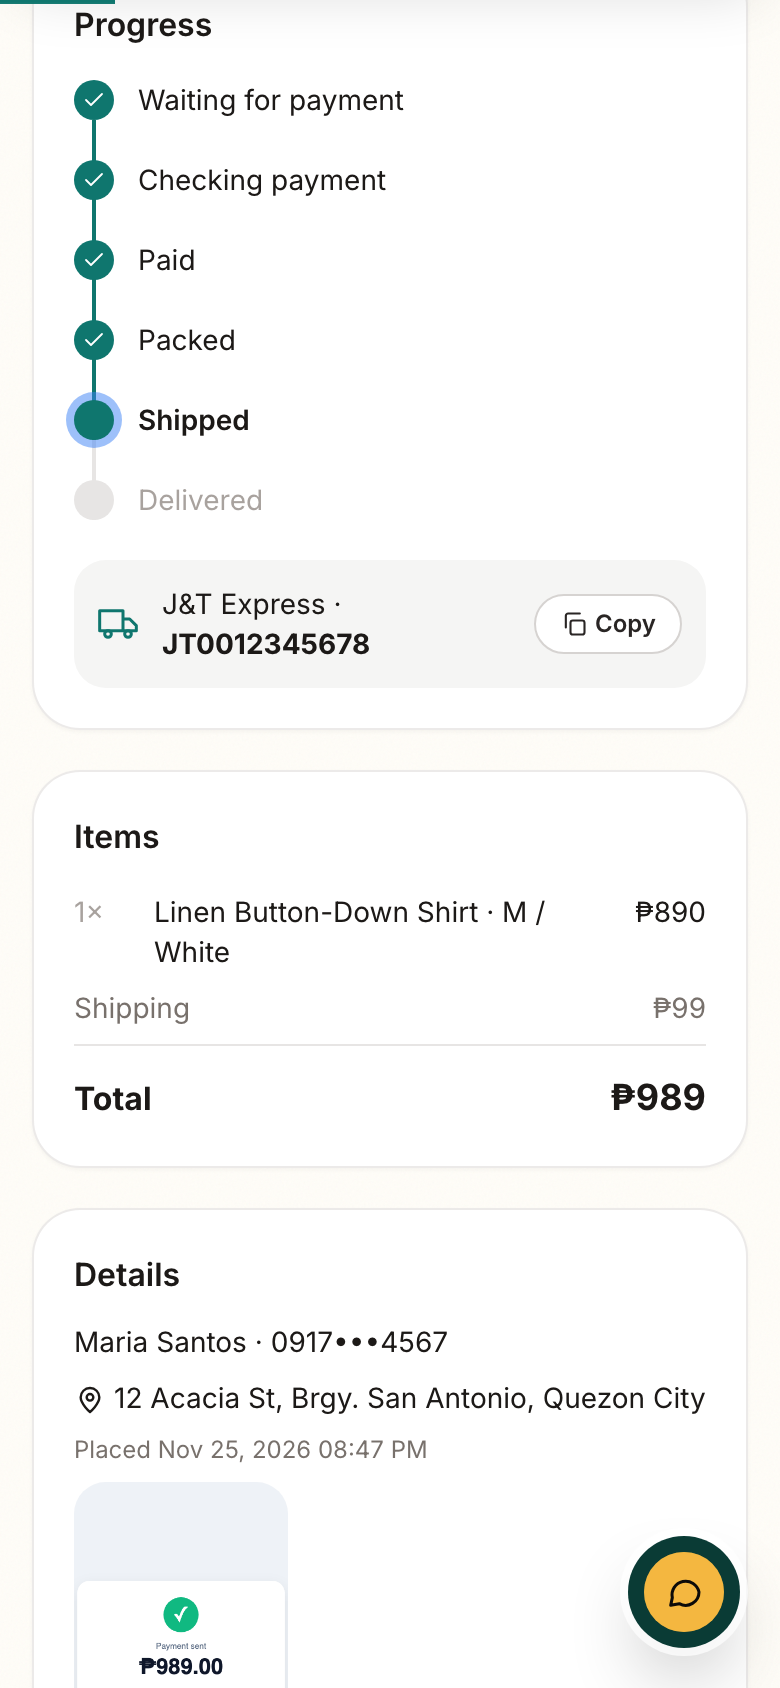 Progress
Waiting for payment
Checking payment
Paid
Packed
Shipped
Delivered
J&T Express ·
JT0012345678
Copy
Items
1× Linen Button-Down Shirt · M / ₱890
White
Shipping ₱99
Total ₱989
Details
Maria Santos · 0917•••4567
12 Acacia St, Brgy. San Antonio, Quezon City
Placed Nov 25, 2026 08:47 PM
Payment sent
₱989.00